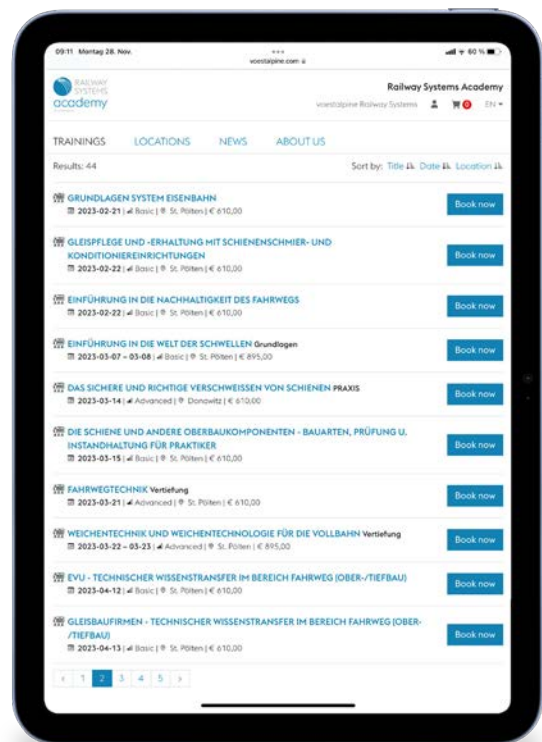 09:11 Montag 28. Nov.
voestalpine.com
60 %
RAILWAY
SYSTEMS
academy
Railway Systems Academy
voestalpine Railway Systems 0 EN
TRAININGS LOCATIONS NEWS ABOUT US
Results: 44 Sort by: Title Date Location
GRUNDLAGEN SYSTEM EISENBAHN
2023-02-21 | Basic | St. Pölten | € 610,00
Book now
GLEISPFLEGE UND -ERHALTUNG MIT SCHIENENSCHMIER- UND
KONDITIONIEREINRICHTUNGEN
2023-02-22 | Basic | St. Pölten | € 610,00
Book now
EINFÜHRUNG IN DIE NACHHALTIGKEIT DES FAHRWEGS
2023-02-22 | Basic | St. Pölten | € 610,00
Book now
EINFÜHRUNG IN DIE WELT DER SCHWELLEN Grundlagen
2023-03-07 – 03-08 | Basic | St. Pölten | € 895,00
Book now
DAS SICHERE UND RICHTIGE VERSCHWEISSEN VON SCHIENEN PRAXIS
2023-03-14 | Advanced | Donawitz | € 610,00
Book now
DIE SCHIENE UND ANDERE OBERBAUKOMPONENTEN - BAUARTEN, PRÜFUNG U.
INSTANDHALTUNG FÜR PRAKTIKER
2023-03-15 | Basic | St. Pölten | € 610,00
Book now
FAHRWEGTECHNIK Vertiefung
2023-03-21 | Advanced | St. Pölten | € 610,00
Book now
WEICHENTECHNIK UND WEICHENTECHNOLOGIE FÜR DIE VOLLBAHN Vertiefung
2023-03-22 – 03-23 | Advanced | St. Pölten | € 895,00
Book now
EVU - TECHNISCHER WISSENSTRANSFER IM BEREICH FAHRWEG (OBER-/TIEFBAU)
2023-04-12 | Basic | St. Pölten | € 610,00
Book now
GLEISBAUFIRMEN - TECHNISCHER WISSENSTRANSFER IM BEREICH FAHRWEG (OBER-
/TIEFBAU)
2023-04-13 | Basic | St. Pölten | € 610,00
Book now
‹ 1 2 3 4 5 ›